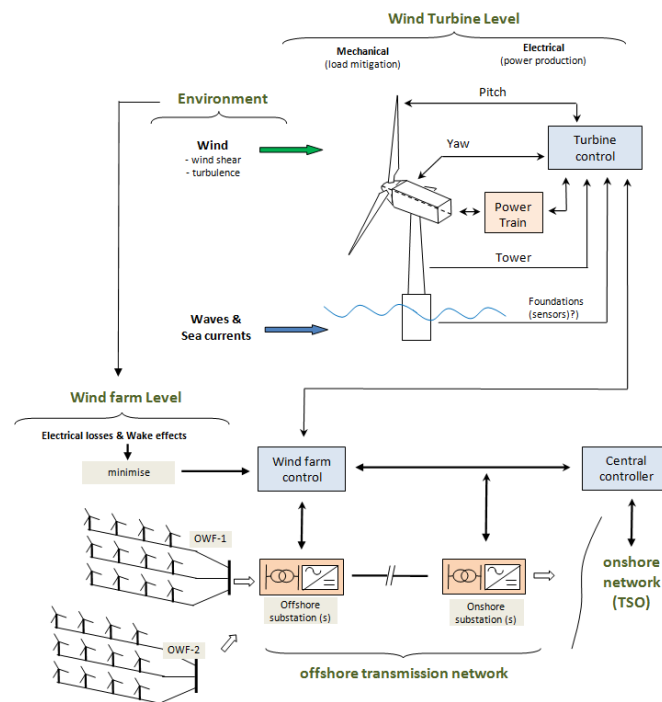 Wind Turbine Level
Mechanical
(load mitigation)
Electrical
(power production)
Pitch
Environment
Wind
- wind shear
- turbulence
Turbine
control
Yaw
Power
Train
Tower
Waves &
Sea currents
Foundations
(sensors)?)
Wind farm Level
Electrical losses & Wake effects
minimise
Wind farm
control
Central
controller
OWF-1
Offshore
substation (s)
Onshore
substation (s)
onshore
network
(TSO)
OWF-2
offshore transmission network